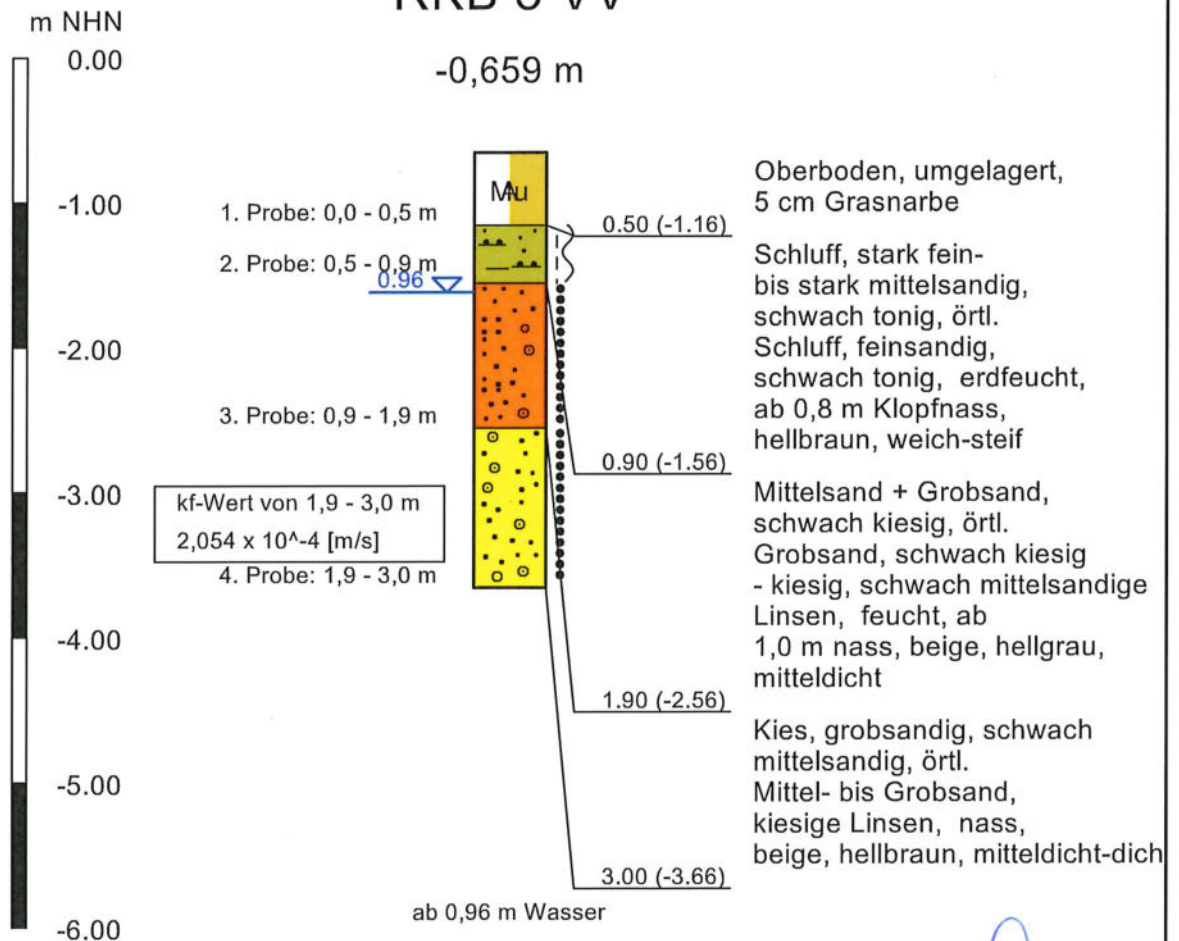 m NHN
-0,659 m
0.00
-1.00
-2.00
-3.00
-4.00
-5.00
-6.00
1. Probe: 0,0 - 0,5 m
2. Probe: 0,5 - 0,9 m
0.96
3. Probe: 0,9 - 1,9 m
kf-Wert von 1,9 - 3,0 m
2,054 x 10^-4 [m/s]
4. Probe: 1,9 - 3,0 m
Mu
A
0.50 (-1.16)
0.90 (-1.56)
1.90 (-2.56)
3.00 (-3.66)
Oberboden, umgelagert,
5 cm Grasnarbe
Schluff, stark fein-
bis stark mittelsandig,
schwach tonig, örtl.
Schluff, feinsandig,
schwach tonig, erdfeucht,
ab 0,8 m Klopfnass,
hellbraun, weich-steif
Mittelsand + Grobsand,
schwach kiesig, örtl.
Grobsand, schwach kiesig
- kiesig, schwach mittelsandige
Linsen, feucht, ab
1,0 m nass, beige, hellgrau,
mitteldicht
Kies, grobsandig, schwach
mittelsandig, örtl.
Mittel- bis Grobsand,
kiesige Linsen, nass,
beige, hellbraun, mitteldicht-dich
ab 0,96 m Wasser